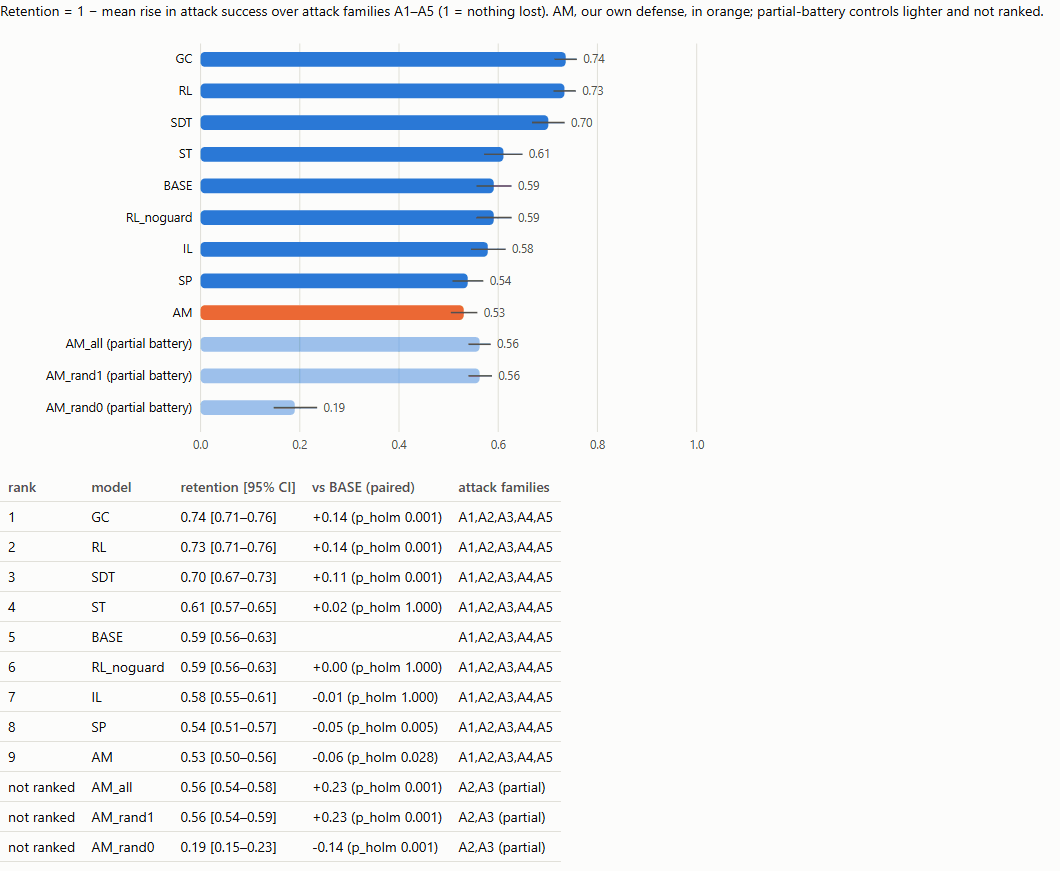 Retention = 1 − mean rise in attack success over attack families A1–A5 (1 = nothing lost). AM, our own defense, in orange; partial-battery controls lighter and not ranked.
GC 0.74
RL 0.73
SDT 0.70
ST 0.61
BASE 0.59
RL_noguard 0.59
IL 0.58
SP 0.54
AM 0.53
AM_all (partial battery) 0.56
AM_rand1 (partial battery) 0.56
AM_rand0 (partial battery) 0.19
0.0 0.2 0.4 0.6 0.8 1.0
rank model retention [95% CI] vs BASE (paired) attack families
1 GC 0.74 [0.71–0.76] +0.14 (p_holm 0.001) A1,A2,A3,A4,A5
2 RL 0.73 [0.71–0.76] +0.14 (p_holm 0.001) A1,A2,A3,A4,A5
3 SDT 0.70 [0.67–0.73] +0.11 (p_holm 0.001) A1,A2,A3,A4,A5
4 ST 0.61 [0.57–0.65] +0.02 (p_holm 1.000) A1,A2,A3,A4,A5
5 BASE 0.59 [0.56–0.63] A1,A2,A3,A4,A5
6 RL_noguard 0.59 [0.56–0.63] +0.00 (p_holm 1.000) A1,A2,A3,A4,A5
7 IL 0.58 [0.55–0.61] -0.01 (p_holm 1.000) A1,A2,A3,A4,A5
8 SP 0.54 [0.51–0.57] -0.05 (p_holm 0.005) A1,A2,A3,A4,A5
9 AM 0.53 [0.50–0.56] -0.06 (p_holm 0.028) A1,A2,A3,A4,A5
not ranked AM_all 0.56 [0.54–0.58] +0.23 (p_holm 0.001) A2,A3 (partial)
not ranked AM_rand1 0.56 [0.54–0.59] +0.23 (p_holm 0.001) A2,A3 (partial)
not ranked AM_rand0 0.19 [0.15–0.23] -0.14 (p_holm 0.001) A2,A3 (partial)